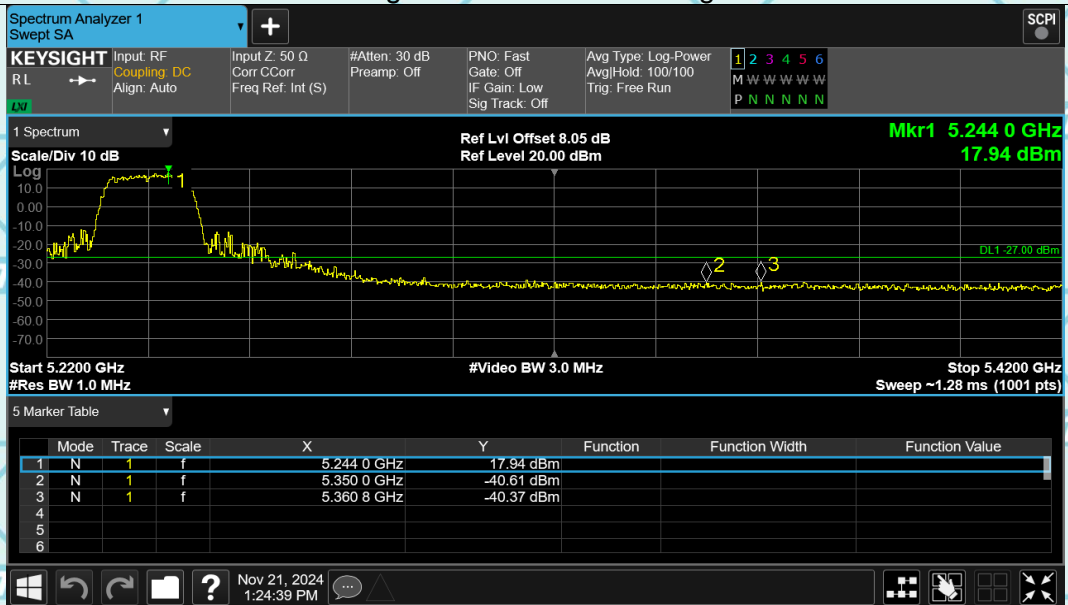 Spectrum Analyzer 1
Swept SA
+
SCPI
KEYSIGHT
R L
LXI
Input: RF
Coupling: DC
Align: Auto
Input Z: 50 Ω
Corr CCorr
Freq Ref: Int (S)
#Atten: 30 dB
Preamp: Off
PNO: Fast
Gate: Off
IF Gain: Low
Sig Track: Off
Avg Type: Log-Power
Avg|Hold: 100/100
Trig: Free Run
1 2 3 4 5 6
M W W W W W
P N N N N N
1 Spectrum
Scale/Div 10 dB
Ref Lvl Offset 8.05 dB
Ref Level 20.00 dBm
Mkr1 5.244 0 GHz
17.94 dBm
Log
10.0
0.00
-10.0
-20.0
-30.0
-40.0
-50.0
-60.0
-70.0
1
2
3
DL1 -27.00 dBm
Start 5.2200 GHz
#Res BW 1.0 MHz
#Video BW 3.0 MHz
Stop 5.4200 GHz
Sweep ~1.28 ms (1001 pts)
5 Marker Table
Mode Trace Scale X Y Function Function Width Function Value
1 N 1 f 5.244 0 GHz 17.94 dBm
2 N 1 f 5.350 0 GHz -40.61 dBm
3 N 1 f 5.360 8 GHz -40.37 dBm
4
5
6
?
Nov 21, 2024
1:24:39 PM